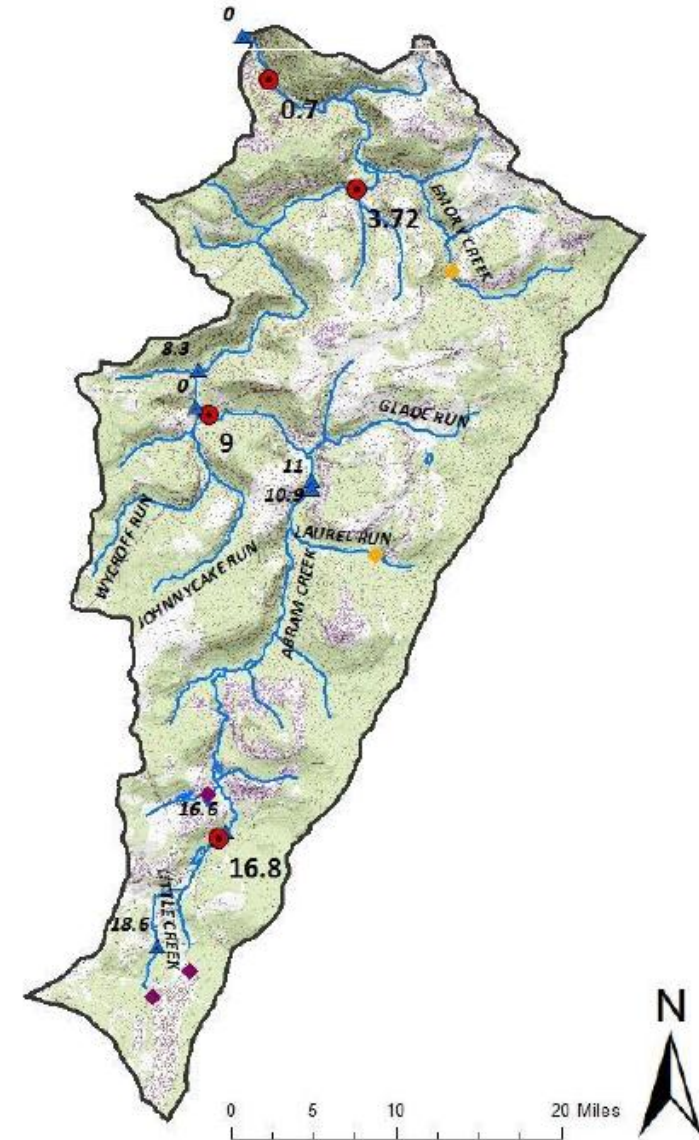 0
0.7
EMORY CREEK
3.72
8.3
0
GLADE RUN
9
11
10.9
LAUREL RUN
WYCROFF RUN
JOHNNYCAKE RUN
ABRAM CREEK
16.6
16.8
LITTLE CREEK
18.6
N
0 5 10 20 Miles